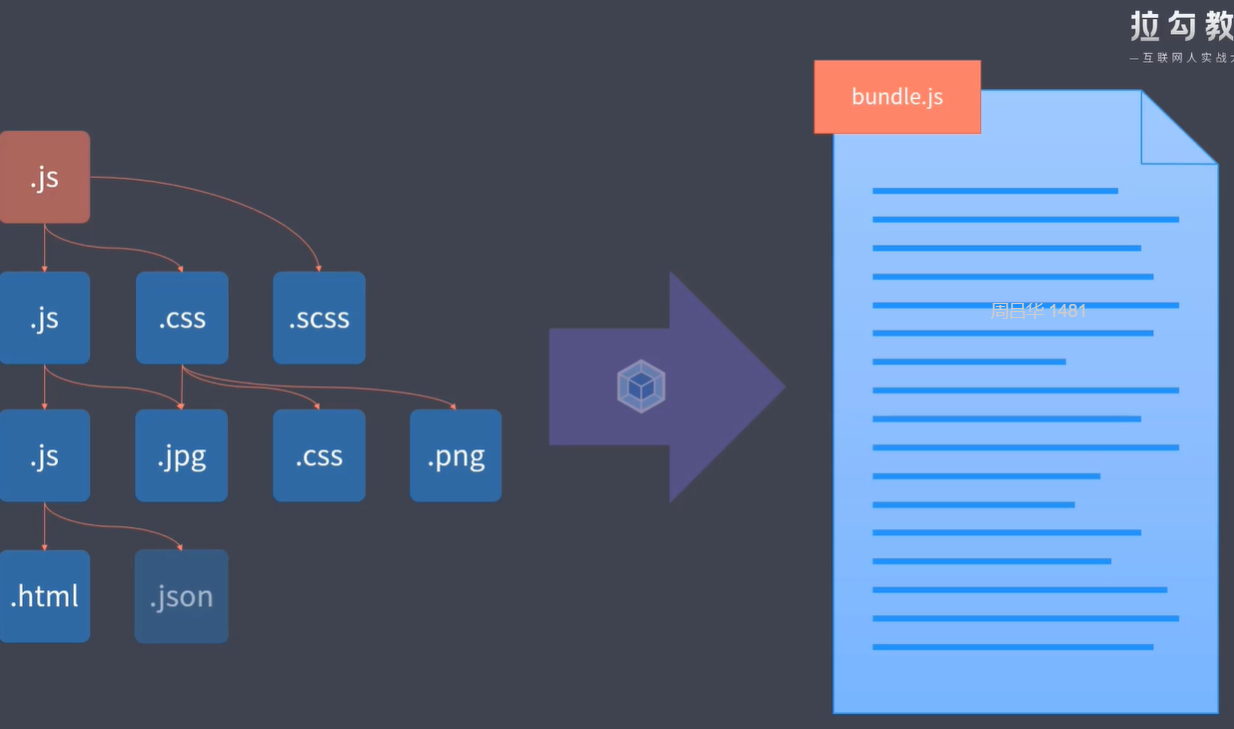 拉勾教
—互联网人实战
bundle.js
.js
.js
.css
.scss
周吕华 1481
.js
.jpg
.css
.png
.html
.json